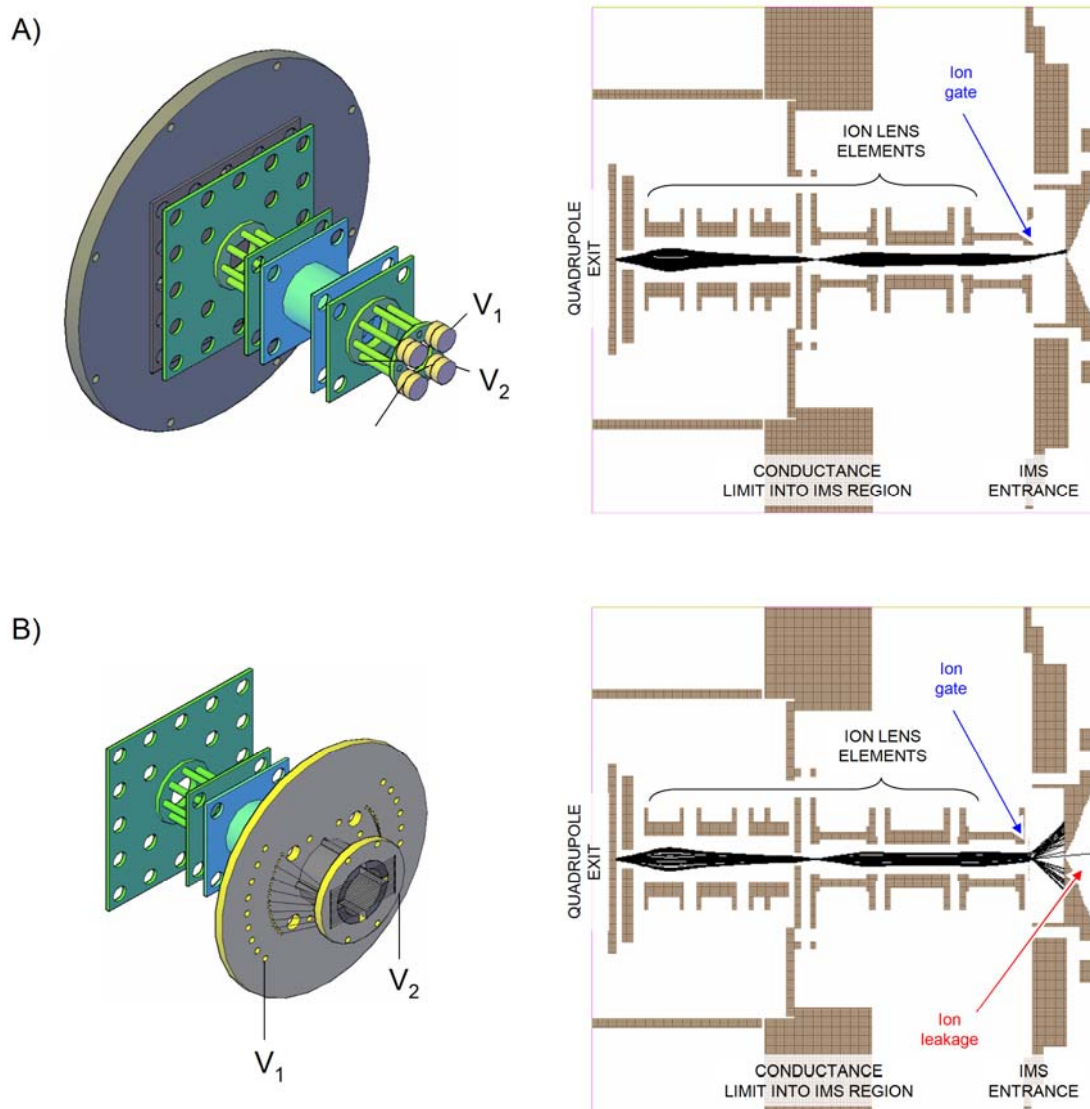 A)
V1
V2
Ion
gate
ION LENS
ELEMENTS
QUADRUPOLE
EXIT
CONDUCTANCE
LIMIT INTO IMS REGION
IMS
ENTRANCE
B)
V1
V2
Ion
gate
ION LENS
ELEMENTS
QUADRUPOLE
EXIT
Ion
leakage
CONDUCTANCE
LIMIT INTO IMS REGION
IMS
ENTRANCE